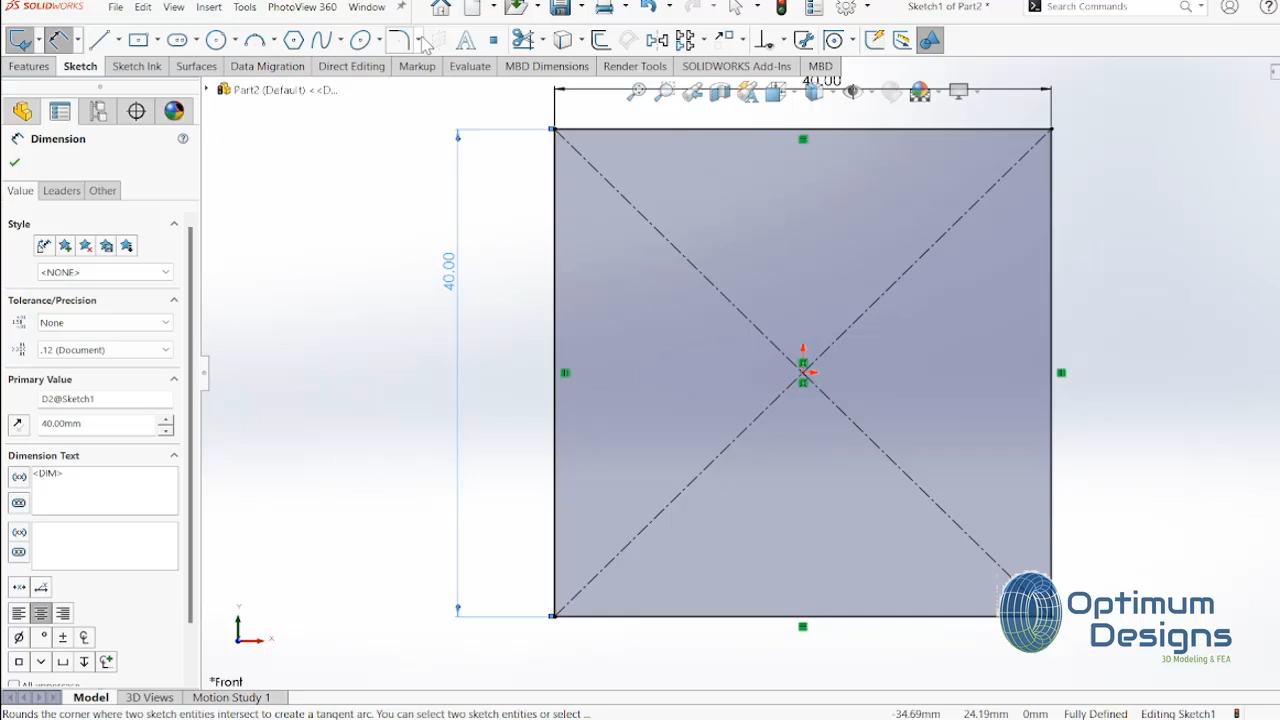 SOLIDWORKS File Edit View Insert Tools PhotoView 360 Window Sketch1 of Part2 * Search Commands
Features Sketch Sketch Ink Surfaces Data Migration Direct Editing Markup Evaluate MBD Dimensions Render Tools SOLIDWORKS Add-Ins MBD
40.00
Part2 (Default) <<D...
Dimension
Value Leaders Other
Style
<NONE>
Tolerance/Precision
None
.12 (Document)
Primary Value
D2@Sketch1
40.00mm
Dimension Text
<DIM>
40.00
Y
X
*Front
Optimum
Designs
3D Modeling & FEA
Model 3D Views Motion Study 1
Rounds the corner where two sketch entities intersect to create a tangent arc. You can select two sketch entities or select ... -34.69mm 24.19mm 0mm Fully Defined Editing Sketch1